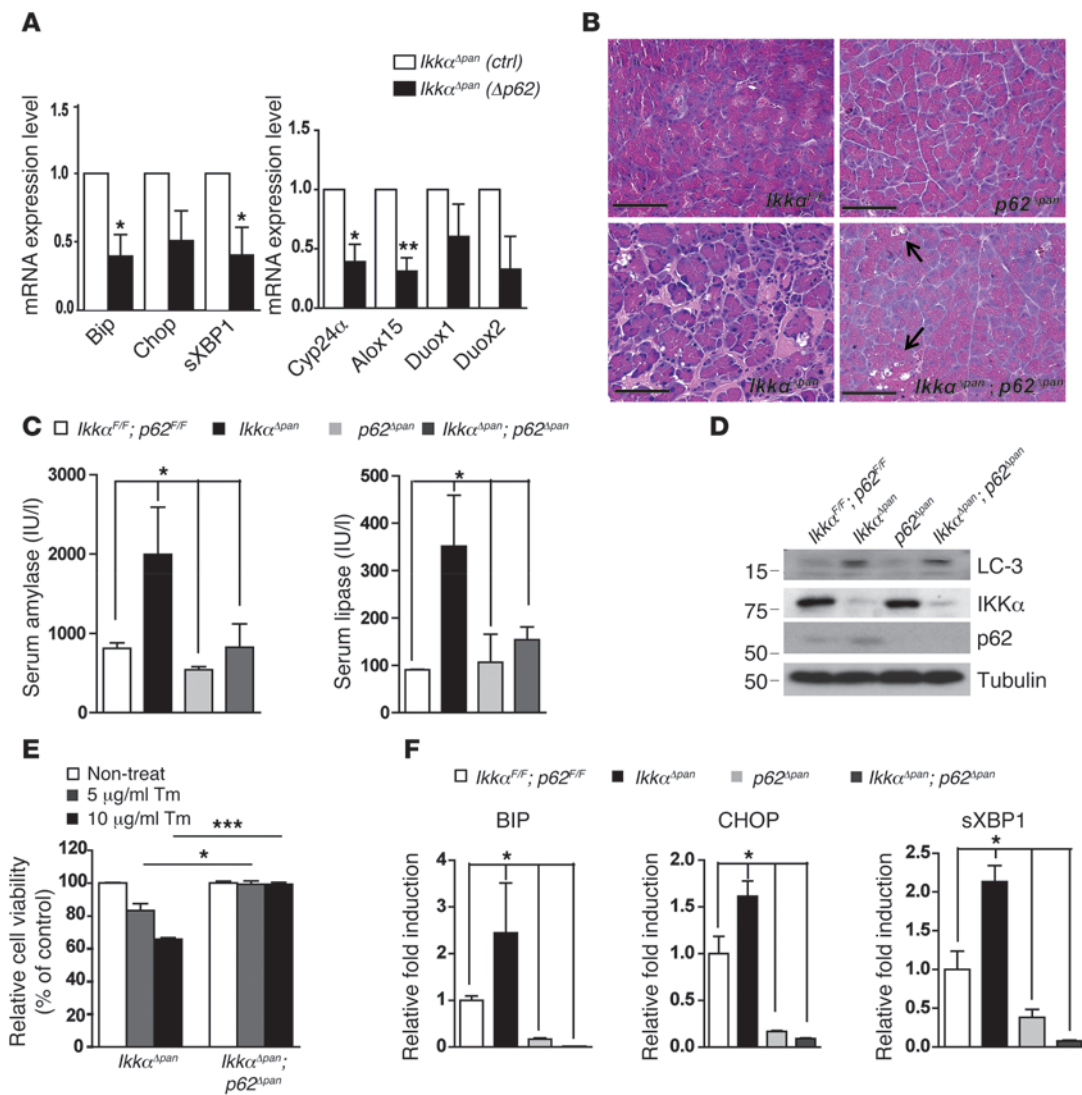 A
Ikkα^Δpan (ctrl)
Ikkα^Δpan (Δp62)
mRNA expression level
1.0
0.5
0.0
*
*
Bip
Chop
sXBP1
mRNA expression level
1.5
1.0
0.5
0.0
*
**
Cyp24α
Alox15
Duox1
Duox2
B
Ikkα^F/F
p62^Δpan
Ikkα^Δpan
Ikkα^Δpan; p62^Δpan
C
Ikkα^F/F; p62^F/F
Ikkα^Δpan
p62^Δpan
Ikkα^Δpan; p62^Δpan
Serum amylase (IU/l)
3000
2000
1000
0
*
Serum lipase (IU/l)
500
400
300
200
100
0
*
D
Ikkα^F/F; p62^F/F
Ikkα^Δpan
p62^Δpan
Ikkα^Δpan; p62^Δpan
15
LC-3
75
IKKα
50
p62
50
Tubulin
E
Non-treat
5 μg/ml Tm
10 μg/ml Tm
Relative cell viability
(% of control)
120
100
80
60
40
20
0
***
*
Ikkα^Δpan
Ikkα^Δpan;
p62^Δpan
F
Ikkα^F/F; p62^F/F
Ikkα^Δpan
p62^Δpan
Ikkα^Δpan; p62^Δpan
BIP
Relative fold induction
4
3
2
1
0
*
CHOP
Relative fold induction
2.0
1.5
1.0
0.5
0.0
*
sXBP1
Relative fold induction
2.5
2.0
1.5
1.0
0.5
0.0
*